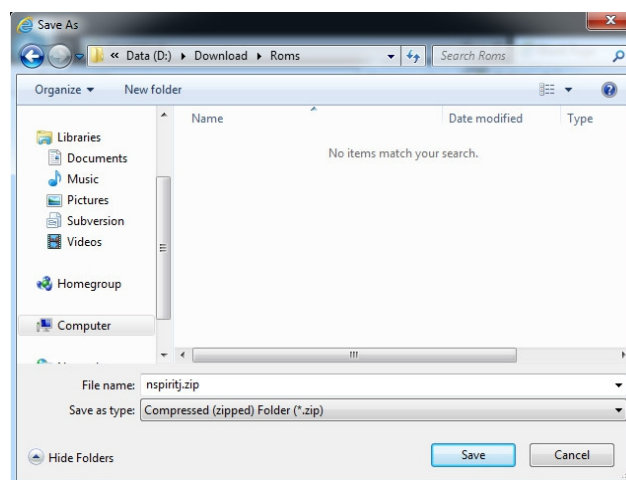 Save As
« Data (D:) ▸ Download ▸ Roms
Search Roms
Organize
New folder
Name
Date modified
Type
Libraries
Documents
Music
Pictures
Subversion
Videos
Homegroup
Computer
No items match your search.
File name: nspiritj.zip
Save as type: Compressed (zipped) Folder (*.zip)
Hide Folders
Save
Cancel